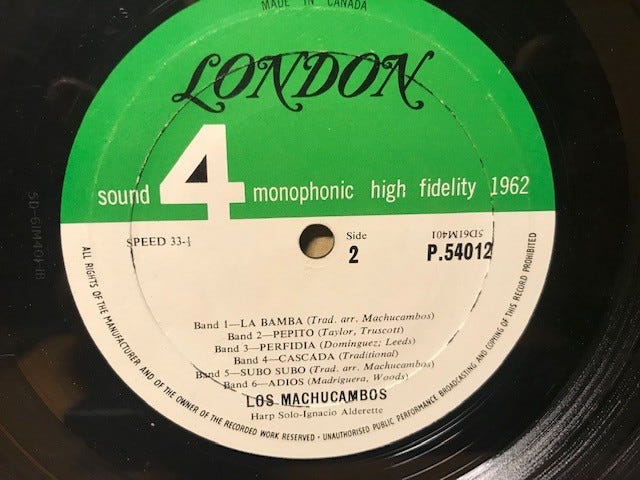 MADE IN CANADA
LONDON
sound 4 monophonic high fidelity 1962
SPEED 33-⅓
Side
2
5D61M401
P.54012
Band 1—LA BAMBA (Trad. arr. Machucambos)
Band 2—PEPITO (Taylor, Truscott)
Band 3—PERFIDIA (Dominguez; Leeds)
Band 4—CASCADA (Traditional)
Band 5—SUBO SUBO (Trad. arr. Machucambos)
Band 6—ADIOS (Madriguera, Woods)
LOS MACHUCAMBOS
Harp Solo-Ignacio Alderette
ALL RIGHTS OF THE MANUFACTURER AND OF THE OWNER OF THE RECORDED WORK RESERVED · UNAUTHORISED PUBLIC PERFORMANCE BROADCASTING AND COPYING OF THIS RECORD PROHIBITED